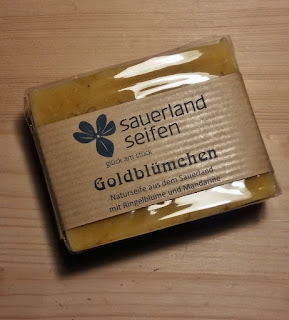 sauerland
seifen
glück am stück
Goldblümchen
Naturseife aus dem Sauerland
mit Ringelblume und Mandarine